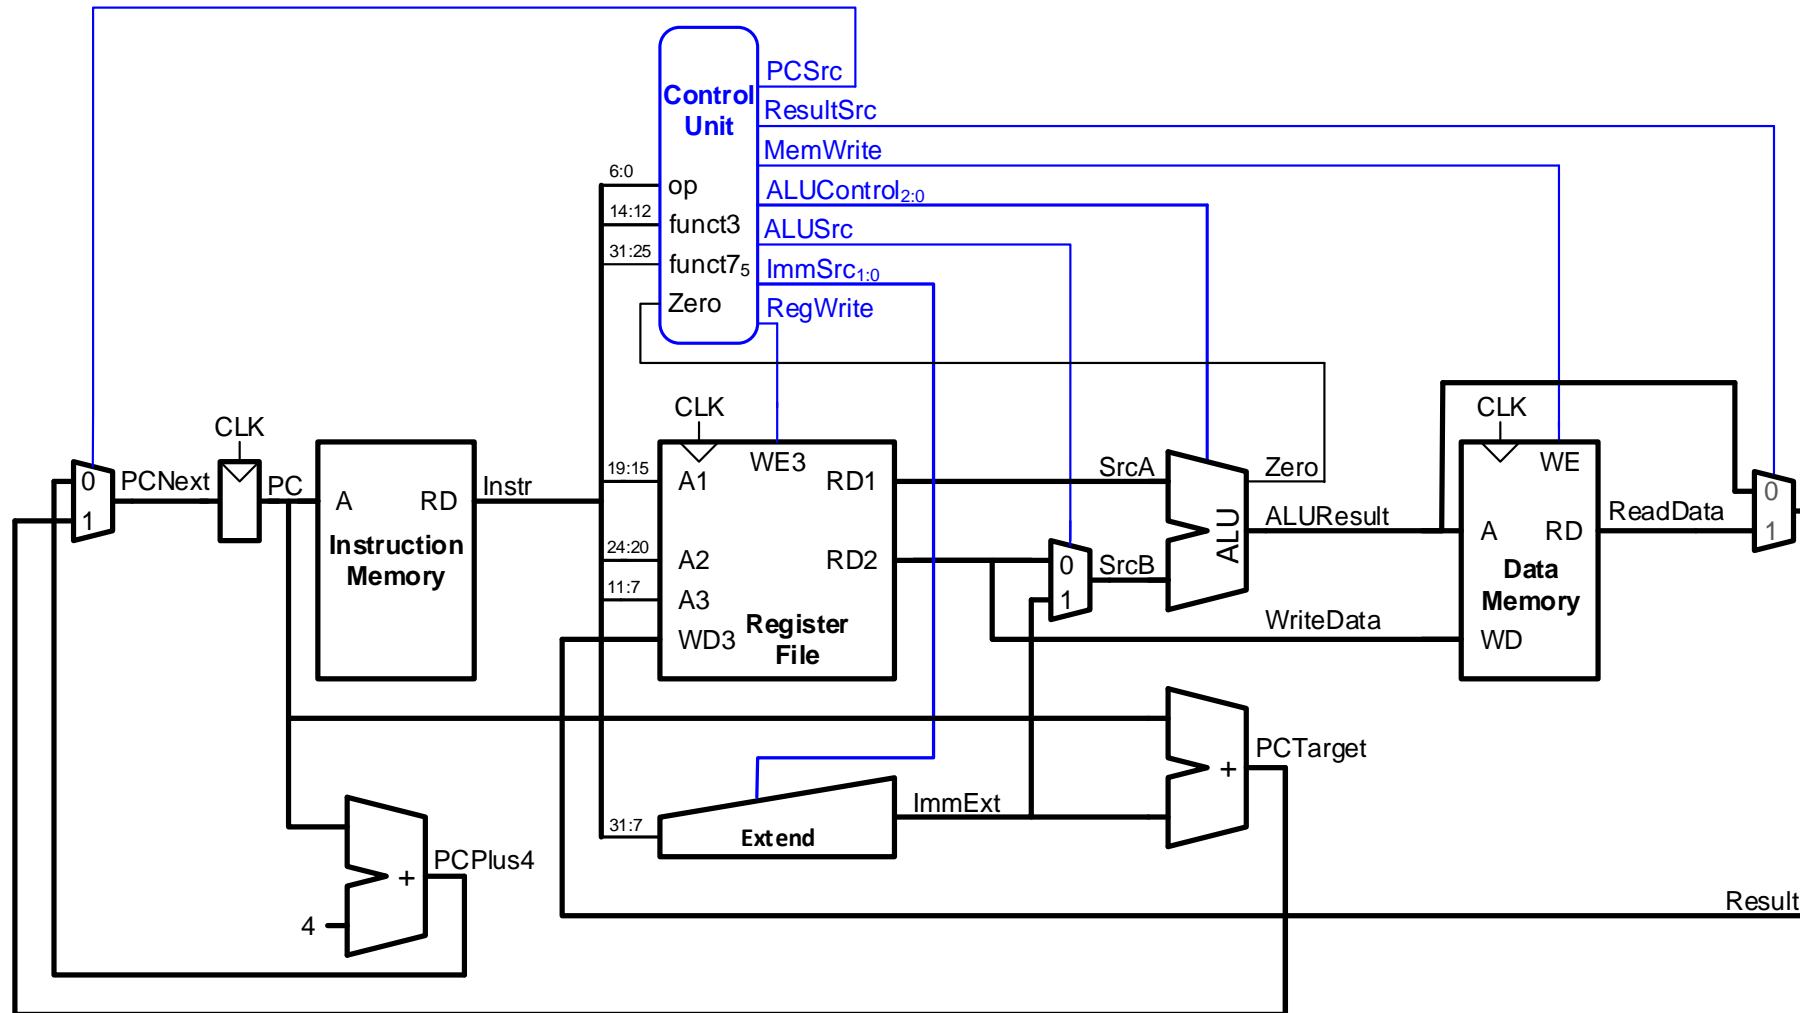 PCSrc
Control
Unit
ResultSrc
MemWrite
ALUControl2:0
ALUSrc
ImmSrc1:0
RegWrite
6:0
op
14:12
funct3
31:25
funct75
Zero
CLK
0
1
PCNext
PC
A
RD
Instruction
Memory
Instr
CLK
WE3
19:15
A1
RD1
24:20
A2
RD2
11:7
A3
WD3
Register
File
SrcA
0
1
SrcB
ALU
Zero
ALUResult
WriteData
CLK
WE
A
RD
Data
Memory
WD
ReadData
0
1
+
PCTarget
31:7
Extend
ImmExt
+
PCPlus4
4
Result